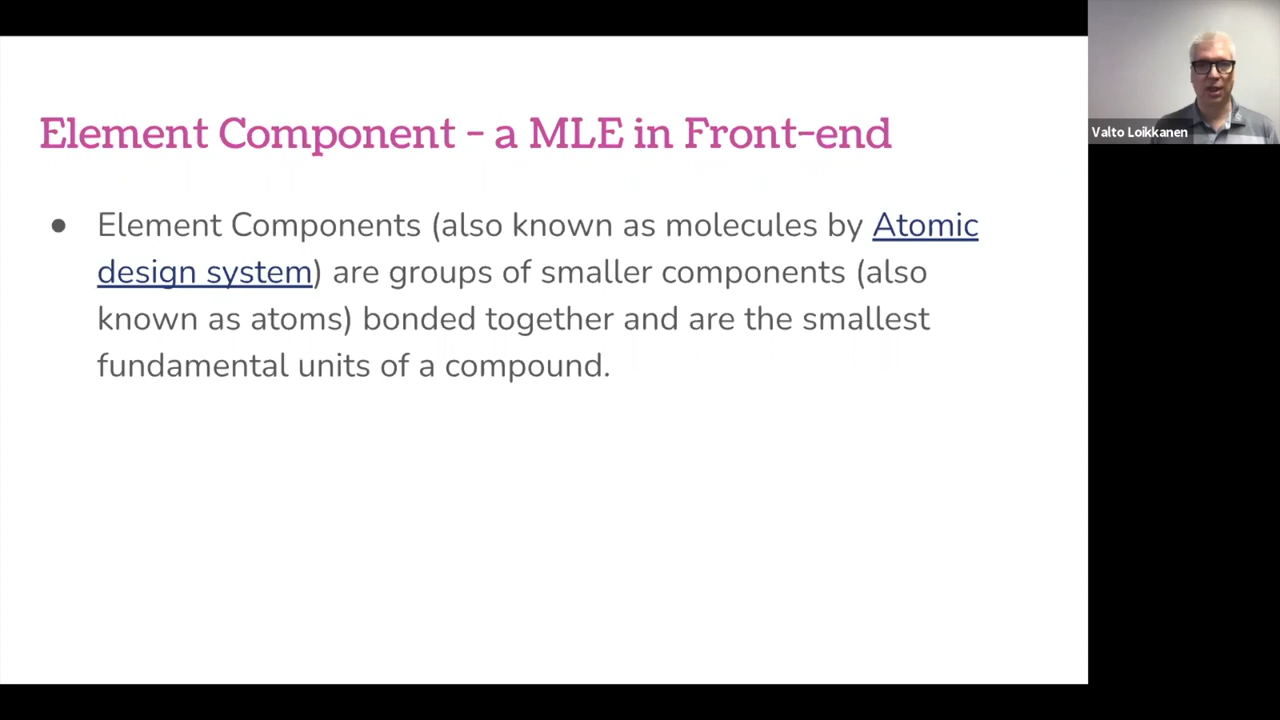 Element Component - a MLE in Front-end
● Element Components (also known as molecules by Atomic
design system) are groups of smaller components (also
known as atoms) bonded together and are the smallest
fundamental units of a compound.
Valto Loikkanen